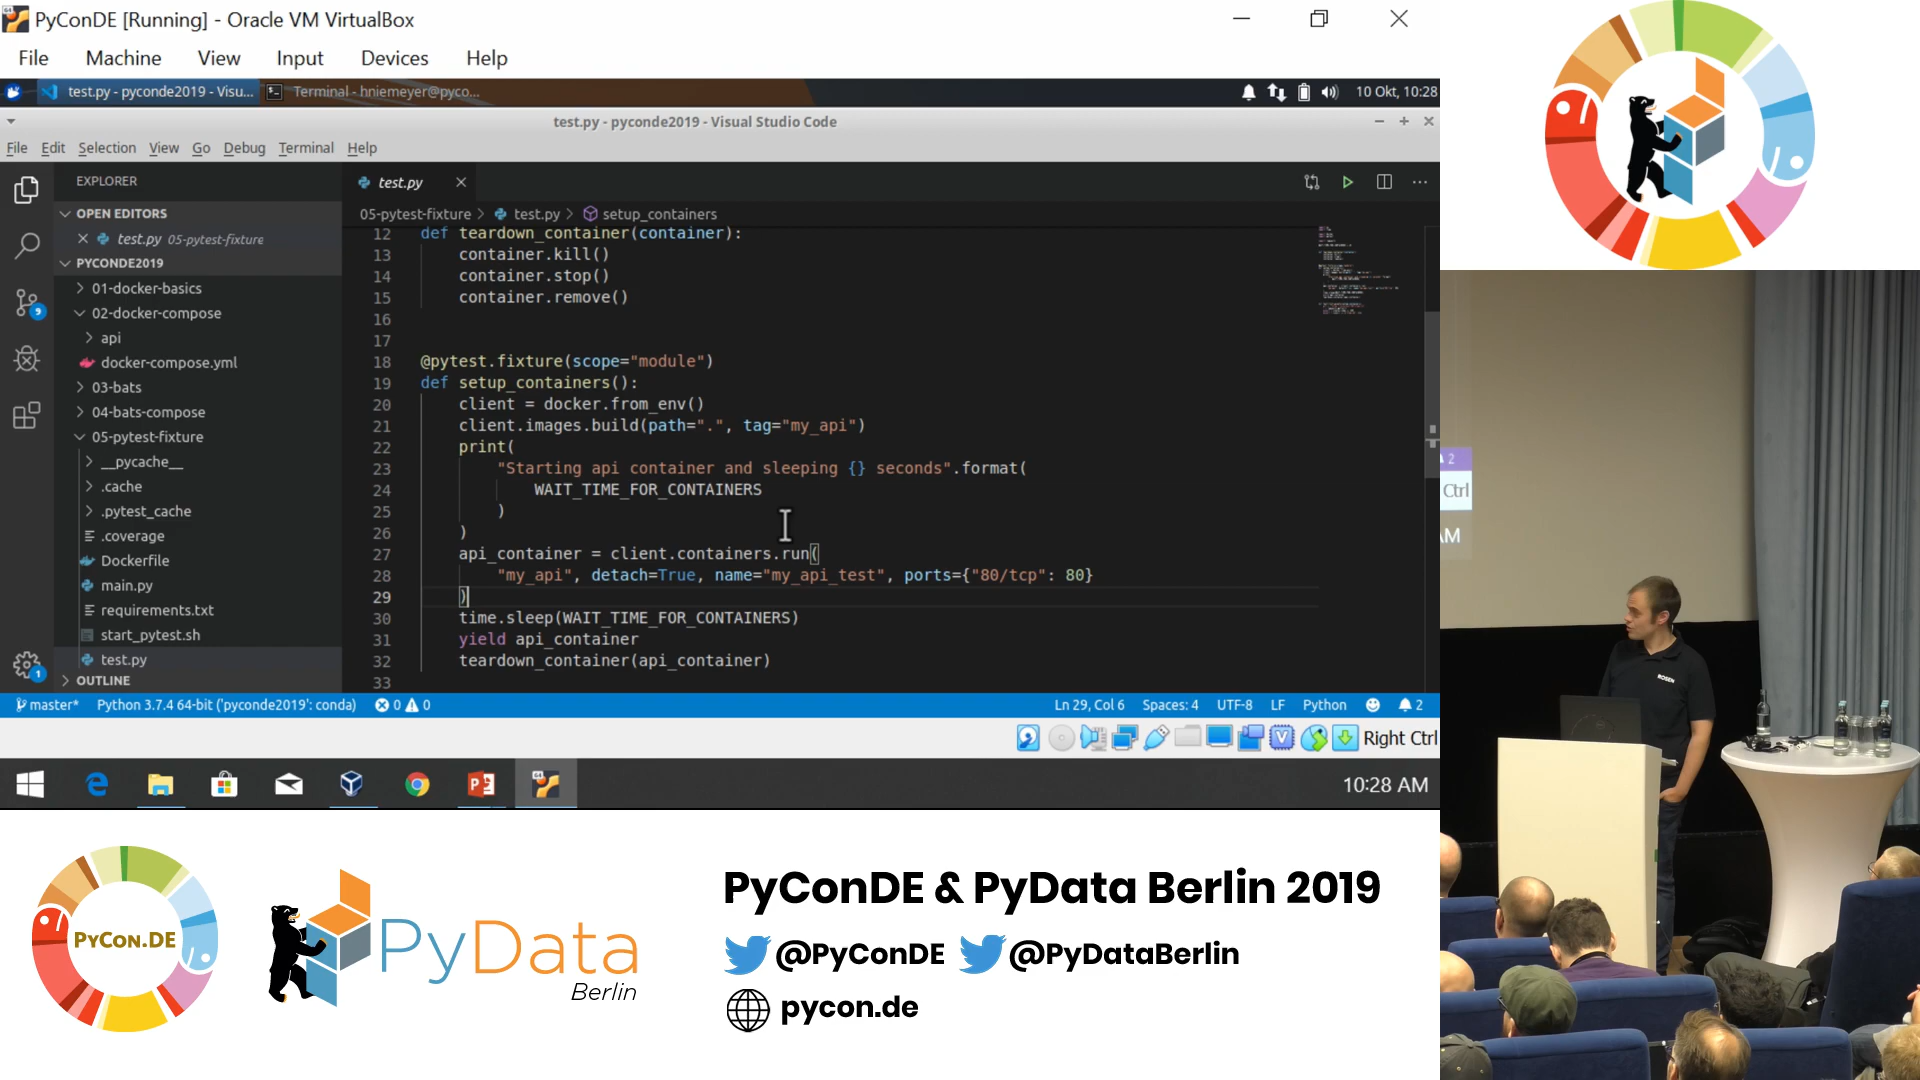 PyConDE [Running] - Oracle VM VirtualBox
File Machine View Input Devices Help
test.py - pyconde2019 - Visu... Terminal - hniemeyer@pyco... 10 Okt, 10:28
test.py - pyconde2019 - Visual Studio Code
File Edit Selection View Go Debug Terminal Help
EXPLORER
OPEN EDITORS
test.py 05-pytest-fixture
PYCONDE2019
01-docker-basics
02-docker-compose
api
docker-compose.yml
03-bats
04-bats-compose
05-pytest-fixture
__pycache__
.cache
.pytest_cache
.coverage
Dockerfile
main.py
requirements.txt
start_pytest.sh
test.py
OUTLINE
9
1
test.py
05-pytest-fixture > test.py > setup_containers
12 def teardown_container(container):
13 container.kill()
14 container.stop()
15 container.remove()
16
17
18 @pytest.fixture(scope="module")
19 def setup_containers():
20 client = docker.from_env()
21 client.images.build(path=".", tag="my_api")
22 print(
23 "Starting api container and sleeping {} seconds".format(
24 WAIT_TIME_FOR_CONTAINERS
25 )
26 )
27 api_container = client.containers.run(
28 "my_api", detach=True, name="my_api_test", ports={"80/tcp": 80}
29 )
30 time.sleep(WAIT_TIME_FOR_CONTAINERS)
31 yield api_container
32 teardown_container(api_container)
33
master* Python 3.7.4 64-bit ('pyconde2019': conda) 0 0 Ln 29, Col 6 Spaces: 4 UTF-8 LF Python 2
Right Ctrl
10:28 AM
2
Ctrl
AM
ROSEN
PYCON.DE
PyData
Berlin
PyConDE & PyData Berlin 2019
@PyConDE @PyDataBerlin
pycon.de